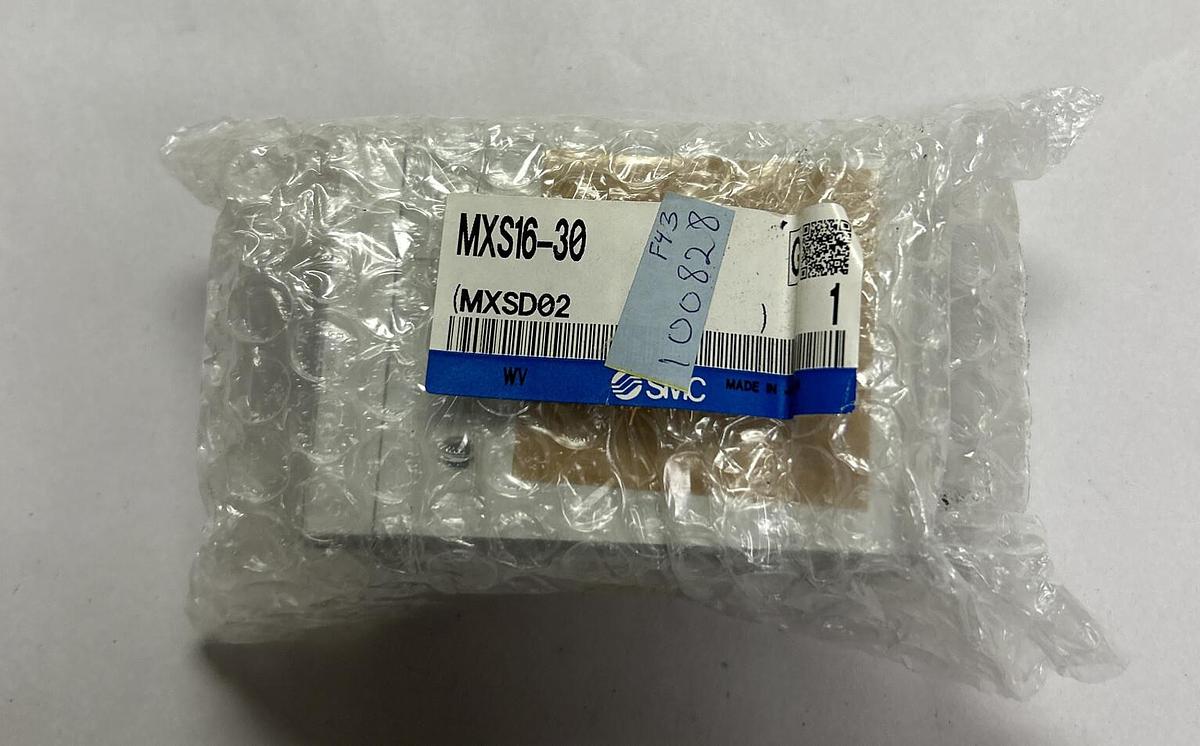 MXS16-30
(MXSD02 )
F43
100828
1
WV
SMC
MADE IN